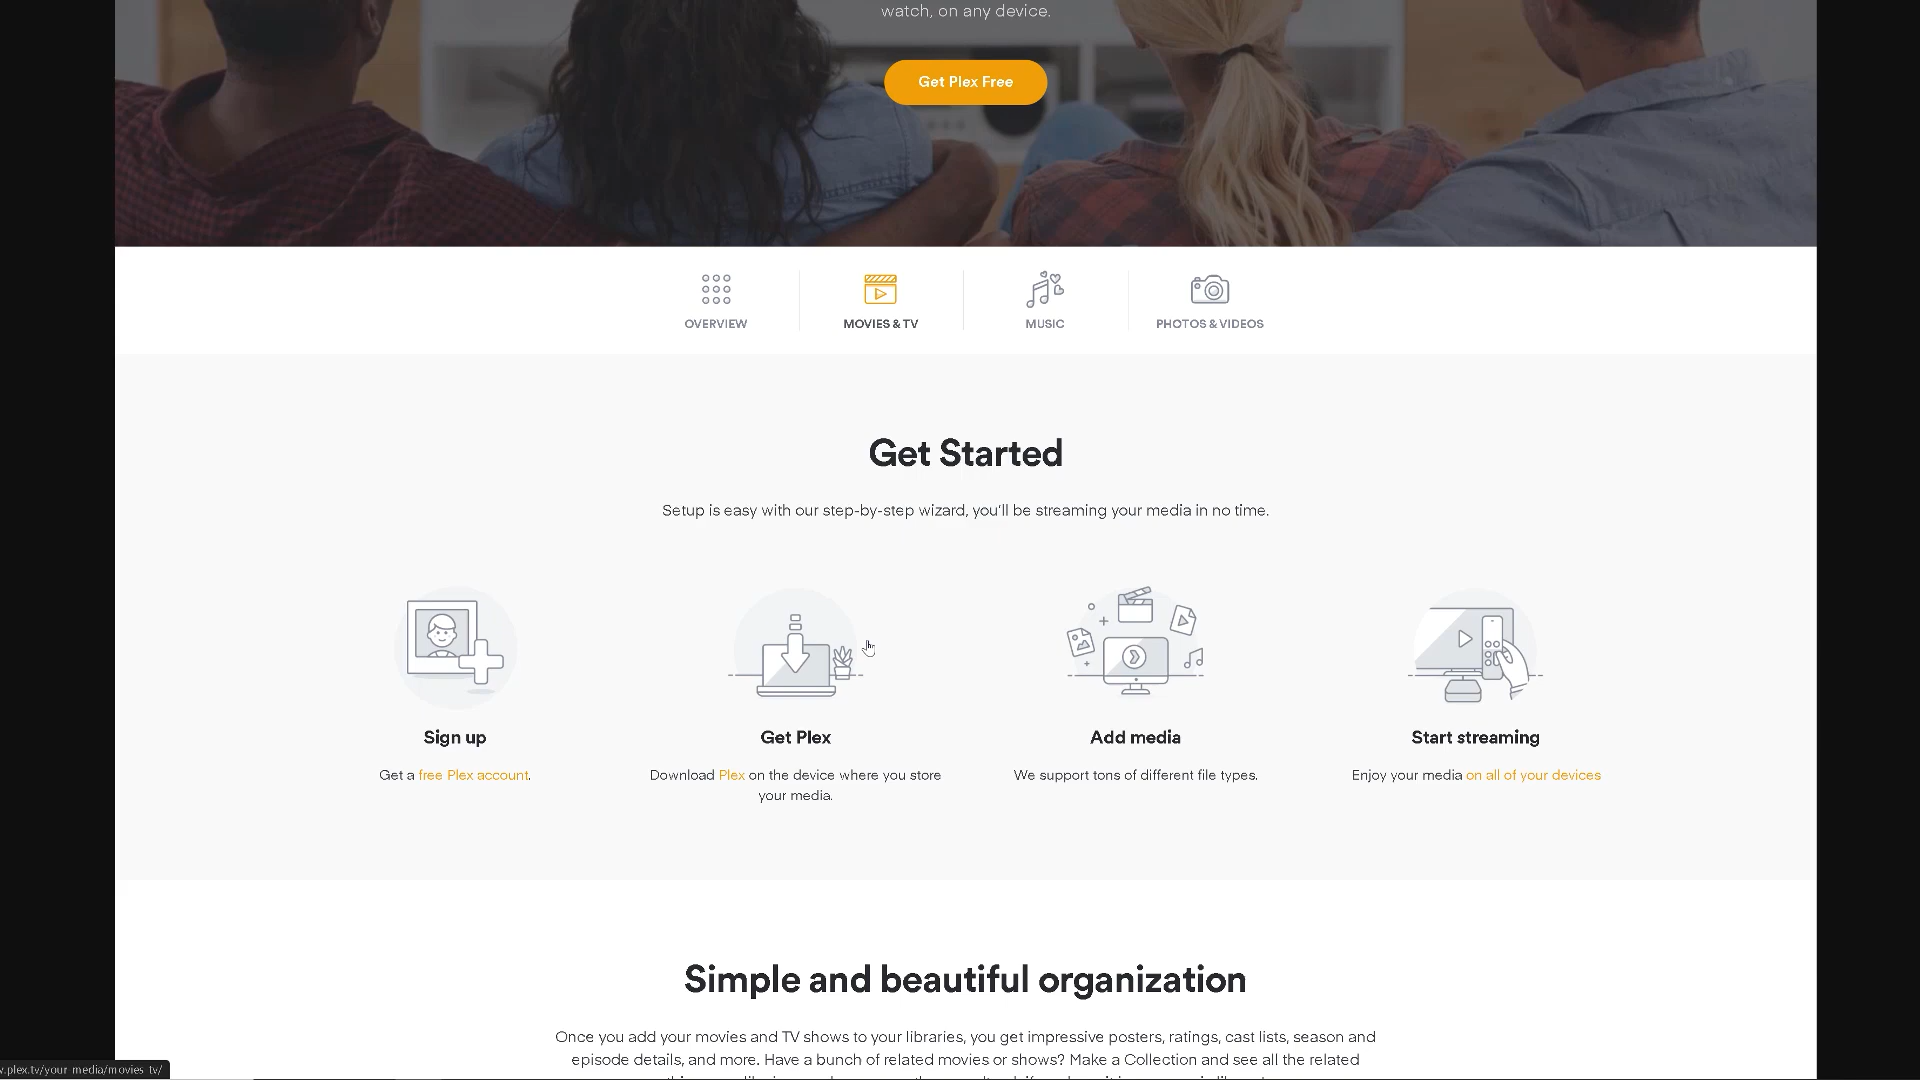 watch, on any device.
Get Plex Free
OVERVIEW
MOVIES & TV
MUSIC
PHOTOS & VIDEOS
Get Started
Setup is easy with our step-by-step wizard, you'll be streaming your media in no time.
Sign up
Get a free Plex account.
Get Plex
Download Plex on the device where you store
your media.
Add media
We support tons of different file types.
Start streaming
Enjoy your media on all of your devices
Simple and beautiful organization
Once you add your movies and TV shows to your libraries, you get impressive posters, ratings, cast lists, season and
episode details, and more. Have a bunch of related movies or shows? Make a Collection and see all the related
.plex.tv/your-media/movies-tv/